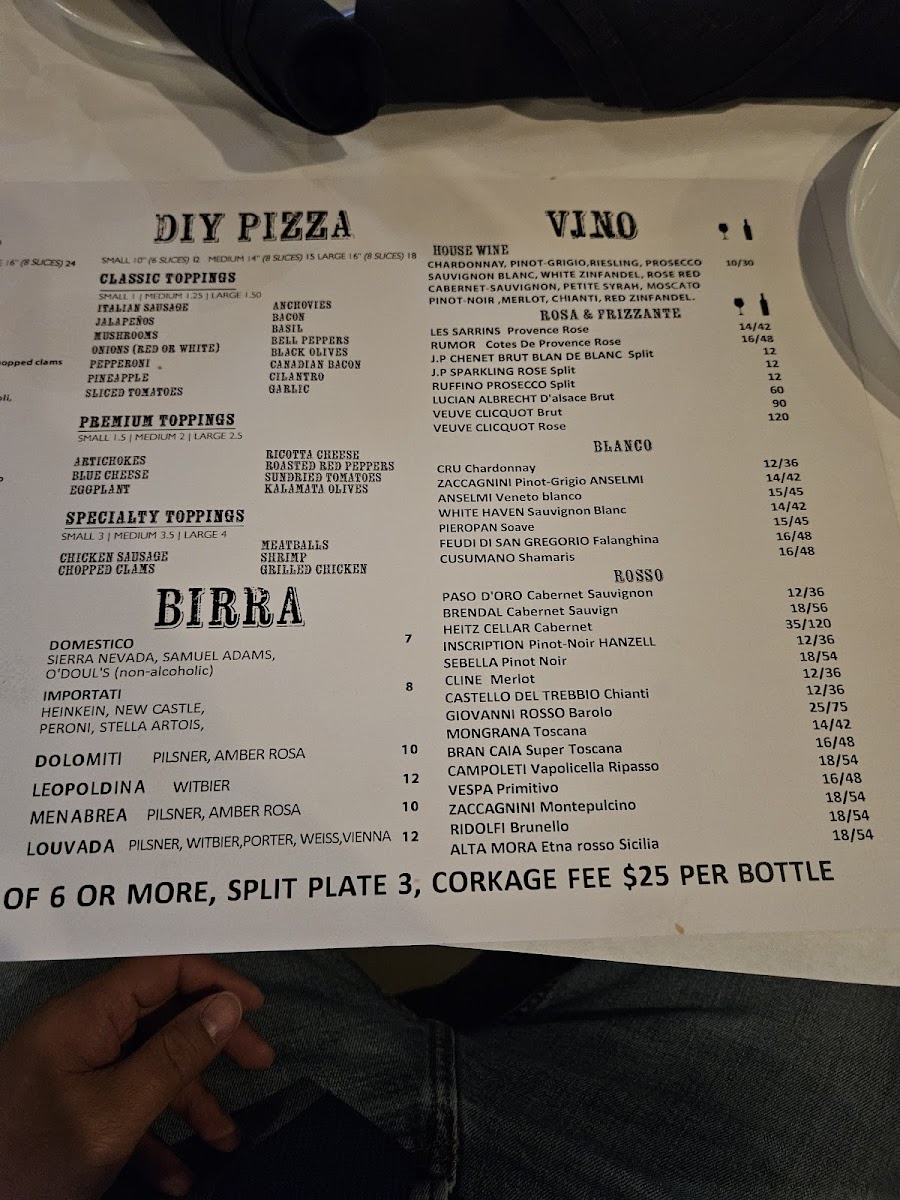 E 16" (8 SLICES) 24
opped clams
DIY PIZZA
SMALL 10" (6 SLICES) 12 MEDIUM 14" (8 SLICES) 15 LARGE 16" (8 SLICES) 18
CLASSIC TOPPINGS
SMALL 1 | MEDIUM 1.25 | LARGE 1.50
ITALIAN SAUSAGE
JALAPEÑOS
MUSHROOMS
ONIONS (RED OR WHITE)
PEPPERONI
PINEAPPLE
SLICED TOMATOES
ANCHOVIES
BACON
BASIL
BELL PEPPERS
BLACK OLIVES
CANADIAN BACON
CILANTRO
GARLIC
PREMIUM TOPPINGS
SMALL 1.5 | MEDIUM 2 | LARGE 2.5
ARTICHOKES
BLUE CHEESE
EGGPLANT
RICOTTA CHEESE
ROASTED RED PEPPERS
SUNDRIED TOMATOES
KALAMATA OLIVES
SPECIALTY TOPPINGS
SMALL 3 | MEDIUM 3.5 | LARGE 4
CHICKEN SAUSAGE
CHOPPED CLAMS
MEATBALLS
SHRIMP
GRILLED CHICKEN
BIRRA
DOMESTICO 7
SIERRA NEVADA, SAMUEL ADAMS,
O'DOUL'S (non-alcoholic)
IMPORTATI 8
HEINKEIN, NEW CASTLE,
PERONI, STELLA ARTOIS,
DOLOMITI PILSNER, AMBER ROSA 10
LEOPOLDINA WITBIER 12
MENABREA PILSNER, AMBER ROSA 10
LOUVADA PILSNER, WITBIER,PORTER, WEISS,VIENNA 12
VINO
HOUSE WINE
CHARDONNAY, PINOT-GRIGIO,RIESLING, PROSECCO 10/30
SAUVIGNON BLANC, WHITE ZINFANDEL, ROSE RED
CABERNET-SAUVIGNON, PETITE SYRAH, MOSCATO
PINOT-NOIR ,MERLOT, CHIANTI, RED ZINFANDEL.
ROSA & FRIZZANTE
LES SARRINS Provence Rose 14/42
RUMOR Cotes De Provence Rose 16/48
J.P CHENET BRUT BLAN DE BLANC Split 12
J.P SPARKLING ROSE Split 12
RUFFINO PROSECCO Split 12
LUCIAN ALBRECHT D'alsace Brut 60
VEUVE CLICQUOT Brut 90
VEUVE CLICQUOT Rose 120
BLANCO
CRU Chardonnay 12/36
ZACCAGNINI Pinot-Grigio ANSELMI 14/42
ANSELMI Veneto blanco 15/45
WHITE HAVEN Sauvignon Blanc 14/42
PIEROPAN Soave 15/45
FEUDI DI SAN GREGORIO Falanghina 16/48
CUSUMANO Shamaris 16/48
ROSSO
PASO D'ORO Cabernet Sauvignon 12/36
BRENDAL Cabernet Sauvign 18/56
HEITZ CELLAR Cabernet 35/120
INSCRIPTION Pinot-Noir HANZELL 12/36
SEBELLA Pinot Noir 18/54
CLINE Merlot 12/36
CASTELLO DEL TREBBIO Chianti 12/36
GIOVANNI ROSSO Barolo 25/75
MONGRANA Toscana 14/42
BRAN CAIA Super Toscana 16/48
CAMPOLETI Vapolicella Ripasso 18/54
VESPA Primitivo 16/48
ZACCAGNINI Montepulcino 18/54
RIDOLFI Brunello 18/54
ALTA MORA Etna rosso Sicilia 18/54
OF 6 OR MORE, SPLIT PLATE 3, CORKAGE FEE $25 PER BOTTLE